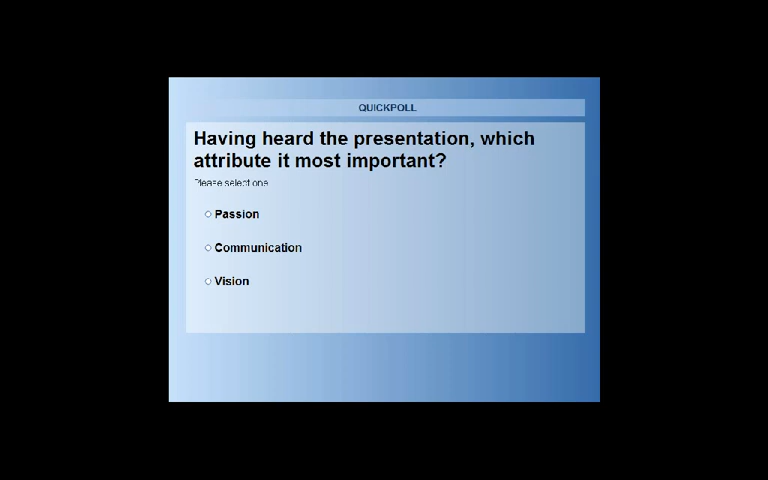 QUICKPOLL
Having heard the presentation, which
attribute it most important?
Please select one
Passion
Communication
Vision